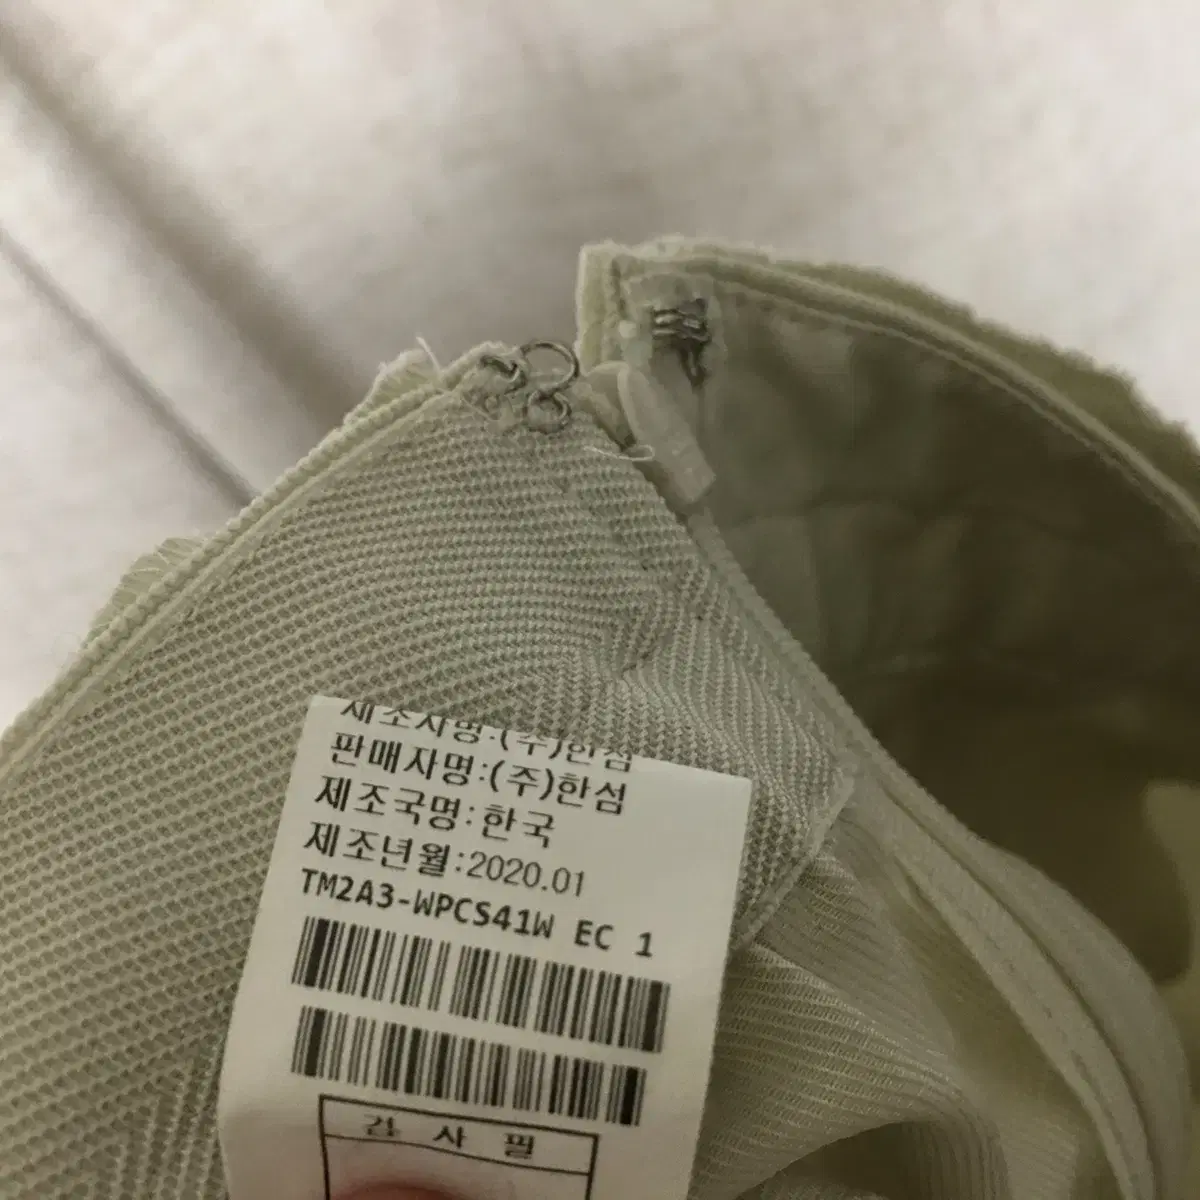 제조자명:(주)한섬
판매자명:(주)한섬
제조국명:한국
제조년월:2020.01
TM2A3-WPCS41W EC 1
검 사 필